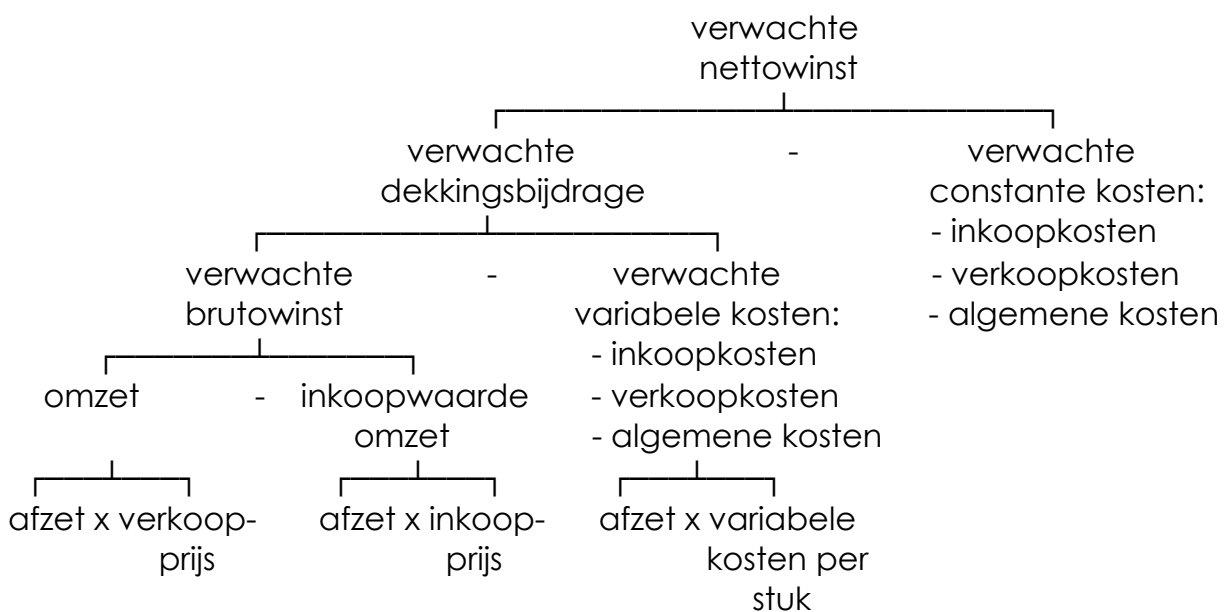 verwachte
nettowinst
verwachte - verwachte
dekkingsbijdrage constante kosten:
- inkoopkosten
verwachte - verwachte - verkoopkosten
brutowinst variabele kosten: - algemene kosten
- inkoopkosten
omzet - inkoopwaarde - verkoopkosten
omzet - algemene kosten
afzet x verkoop- afzet x inkoop- afzet x variabele
prijs prijs kosten per
stuk